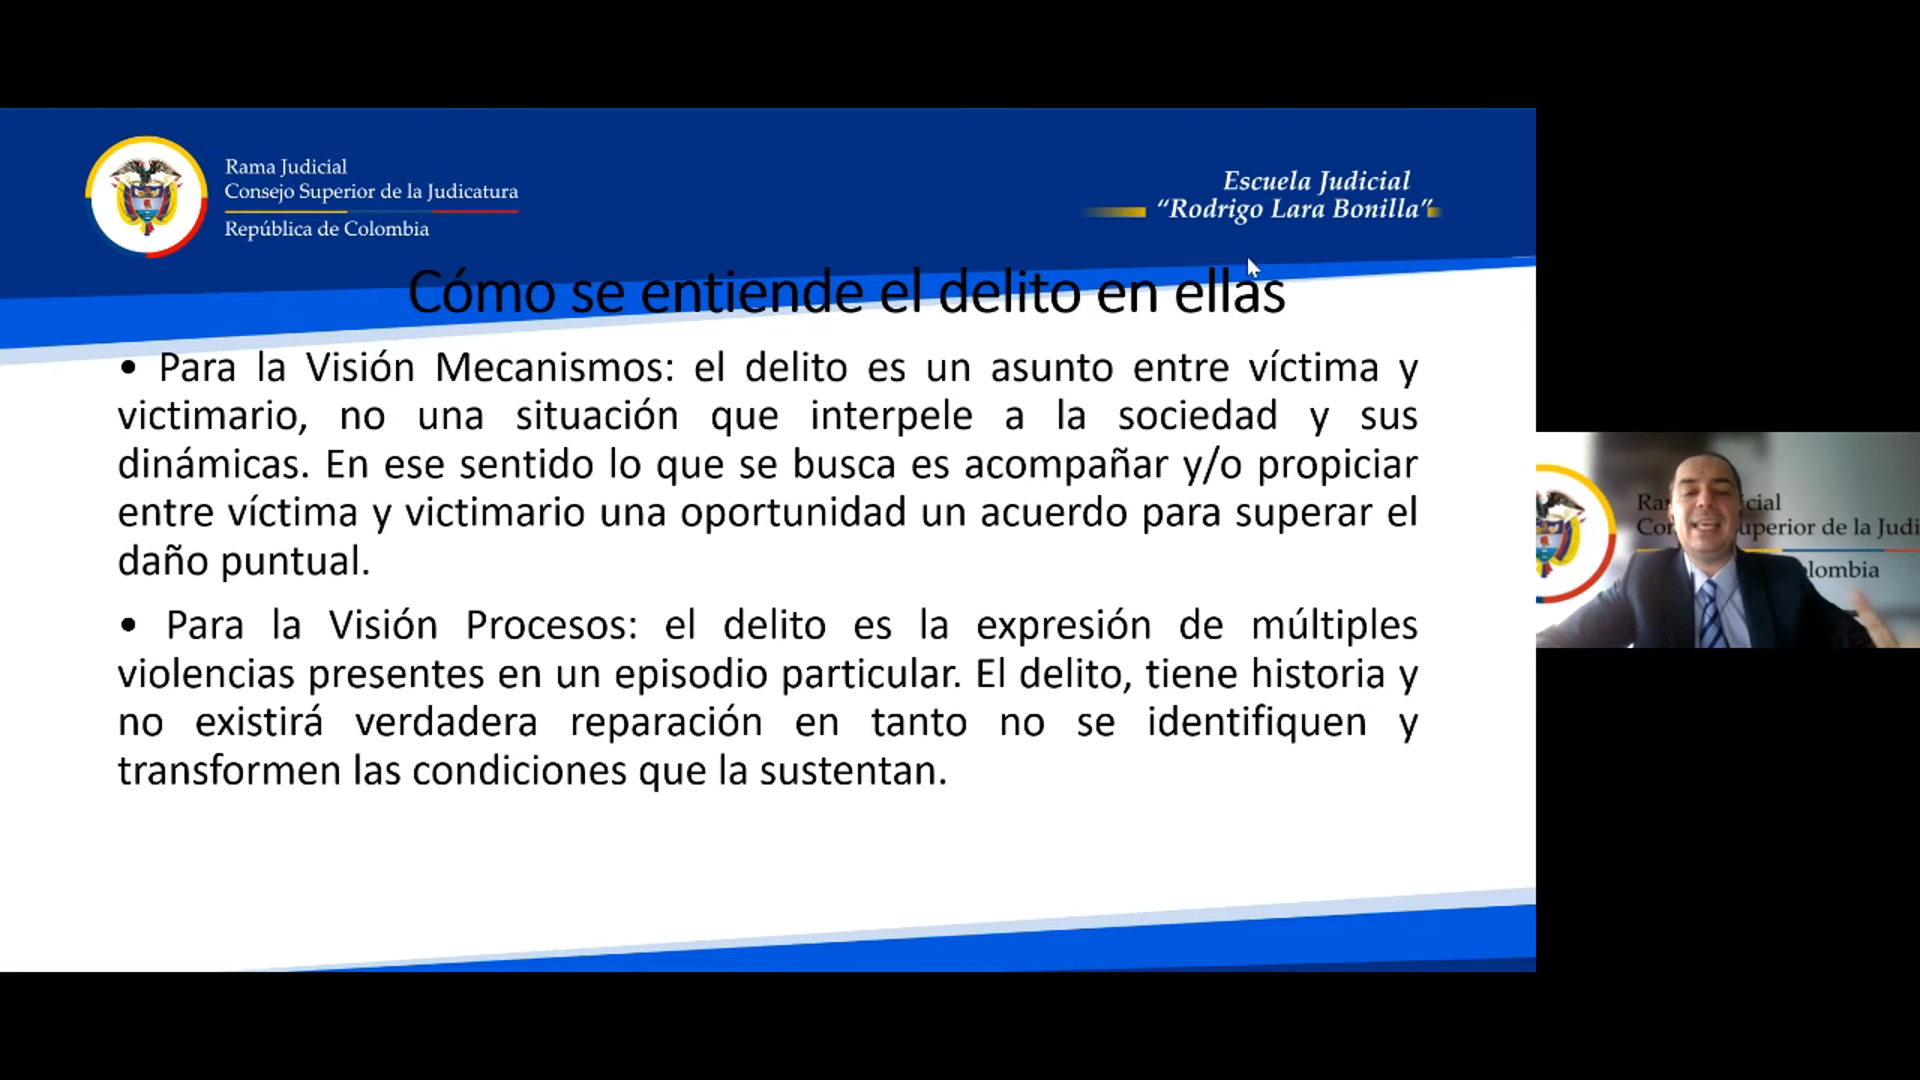 Rama Judicial
Consejo Superior de la Judicatura
República de Colombia
Escuela Judicial
“Rodrigo Lara Bonilla”
Cómo se entiende el delito en ellas
• Para la Visión Mecanismos: el delito es un asunto entre víctima y
victimario, no una situación que interpele a la sociedad y sus
dinámicas. En ese sentido lo que se busca es acompañar y/o propiciar
entre víctima y victimario una oportunidad un acuerdo para superar el
daño puntual.
• Para la Visión Procesos: el delito es la expresión de múltiples
violencias presentes en un episodio particular. El delito, tiene historia y
no existirá verdadera reparación en tanto no se identifiquen y
transformen las condiciones que la sustentan.
de la